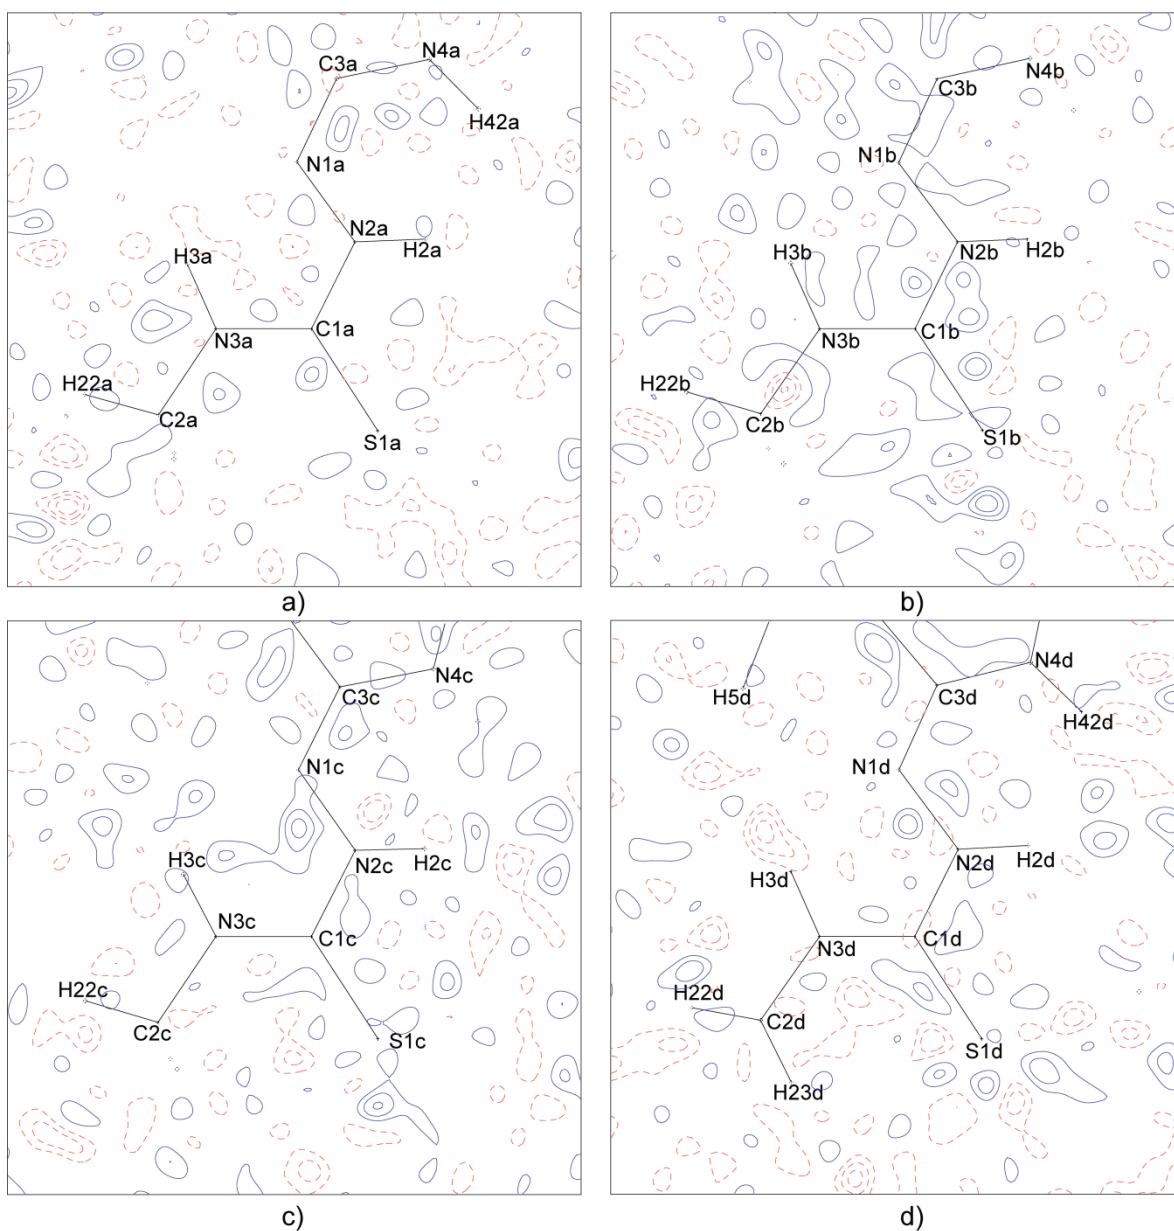 N4a
C3a
H42a
N1a
N2a
H3a
H2a
C1a
N3a
H22a
C2a
S1a
a)
N4b
C3b
N1b
H3b
N2b
H2b
N3b
C1b
H22b
C2b
S1b
b)
N4c
C3c
N1c
H3c
N2c
H2c
N3c
C1c
H22c
C2c
S1c
c)
N4d
H5d
C3d
H42d
N1d
N2d
H2d
H3d
N3d
C1d
H22d
C2d
S1d
H23d
d)